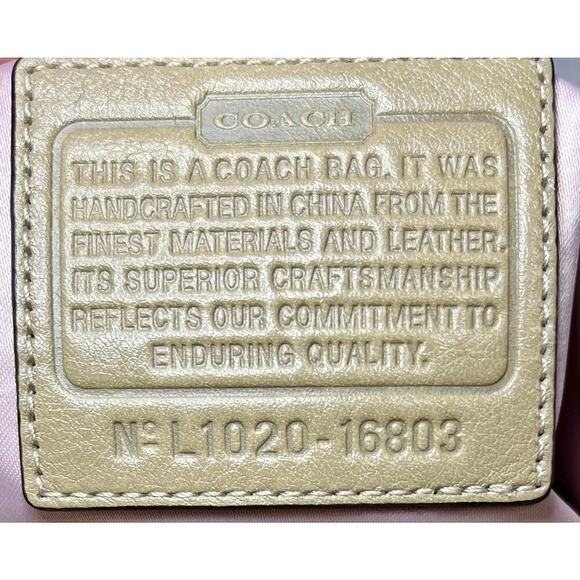 COACH
THIS IS A COACH BAG. IT WAS
HANDCRAFTED IN CHINA FROM THE
FINEST MATERIALS AND LEATHER.
ITS SUPERIOR CRAFTSMANSHIP
REFLECTS OUR COMMITMENT TO
ENDURING QUALITY.
Nº L1020-16803